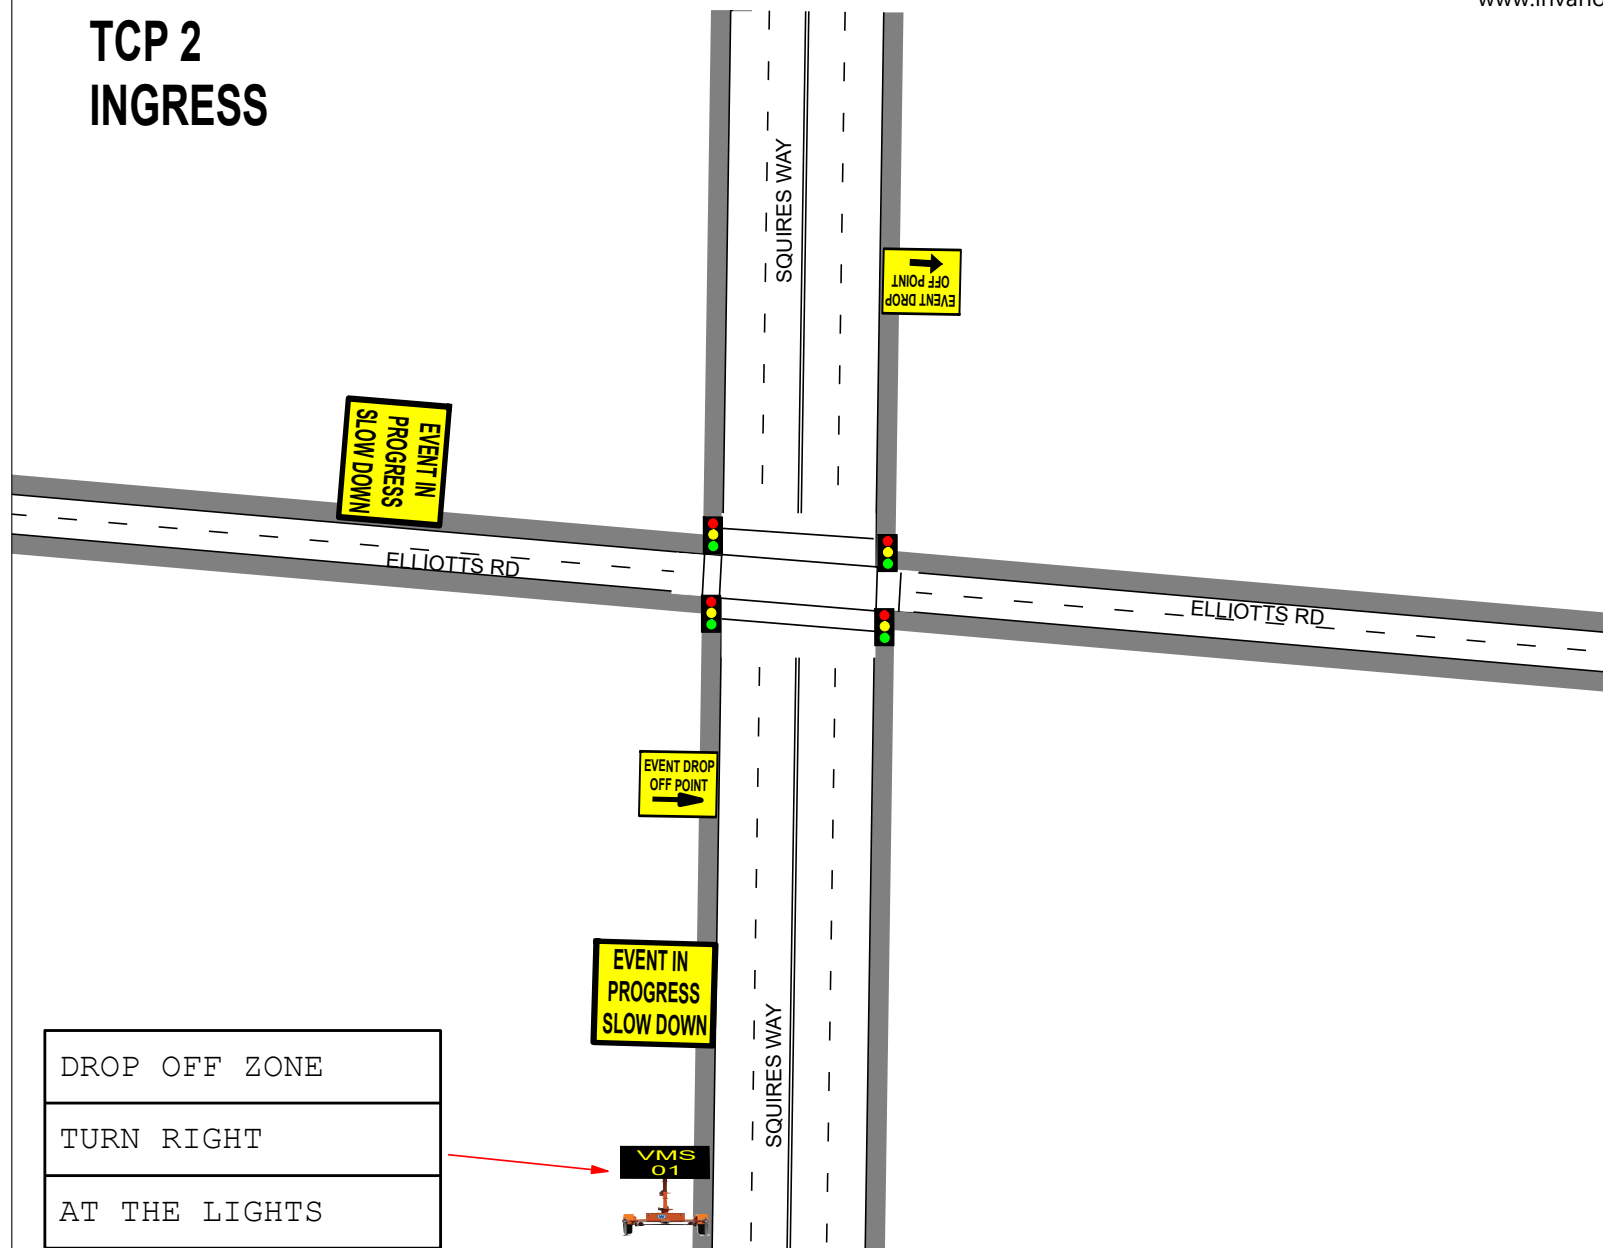 TCP 2
INGRESS
SQUIRES WAY
EVENT DROP
OFF POINT
EVENT IN
PROGRESS
SLOW DOWN
ELLIOTTS RD
ELLIOTTS RD
EVENT DROP
OFF POINT
EVENT IN
PROGRESS
SLOW DOWN
SQUIRES WAY
DROP OFF ZONE
TURN RIGHT
AT THE LIGHTS
VMS
01